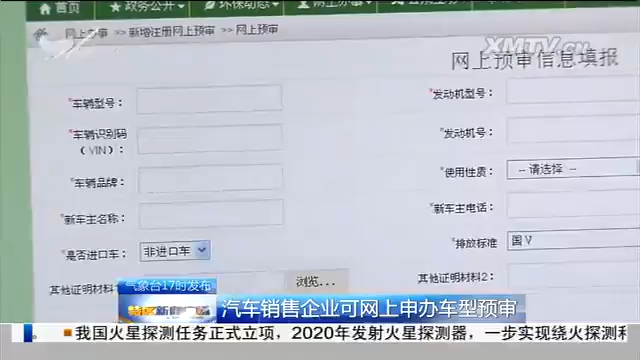 首页 ★政务公开 环保动态 网上办事
网上办事 >> 新增注册网上预审 >> 网上预审
XMTV.CN
网上预审信息填报
*车辆型号：
*发动机型号：
*车辆识别码（VIN）：
*发动机号：
*车辆品牌：
*使用性质： -- 请选择 --
*新车主名称：
*新车主电话：
*是否进口车： 非进口车
*排放标准 国Ⅴ
其他证明材料1 浏览...
其他证明材料2：
气象台17时发布
特区新闻广场
汽车销售企业可网上申办车型预审
我国火星探测任务正式立项，2020年发射火星探测器，一步实现绕火探测和